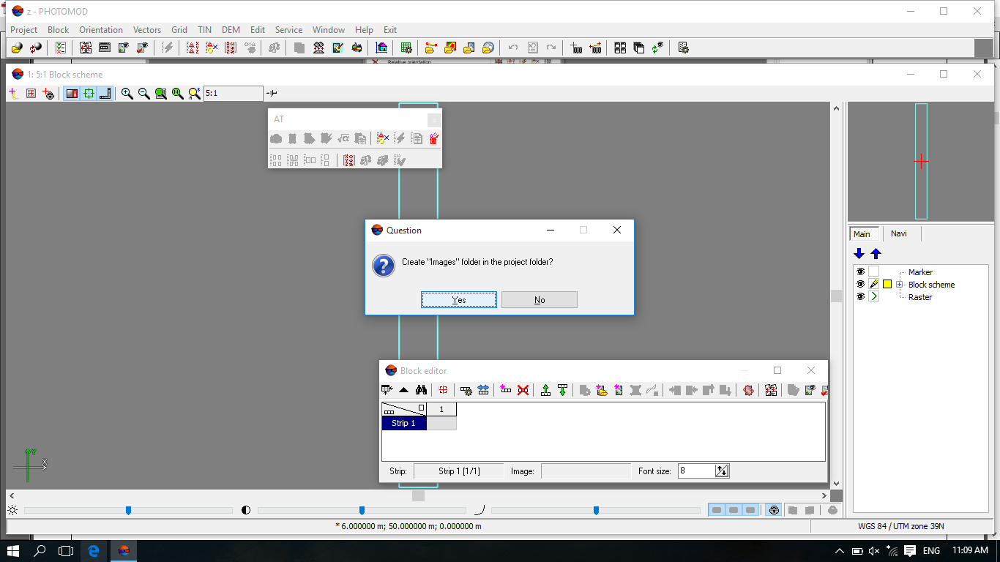 z - PHOTOMOD
Project Block Orientation Vectors Grid TIN DEM Edit Service Window Help Exit
Relative orientation
1: 5:1 Block scheme
5:1
AT
Question
Create "Images" folder in the project folder?
Yes No
Main Navi
Marker
Block scheme
Raster
Block editor
1
Strip 1
Strip: Strip 1 [1/1] Image: Font size: 8
Y
X
* 6.000000 m; 50.000000 m; 0.000000 m
WGS 84 / UTM zone 39N
ENG 11:09 AM